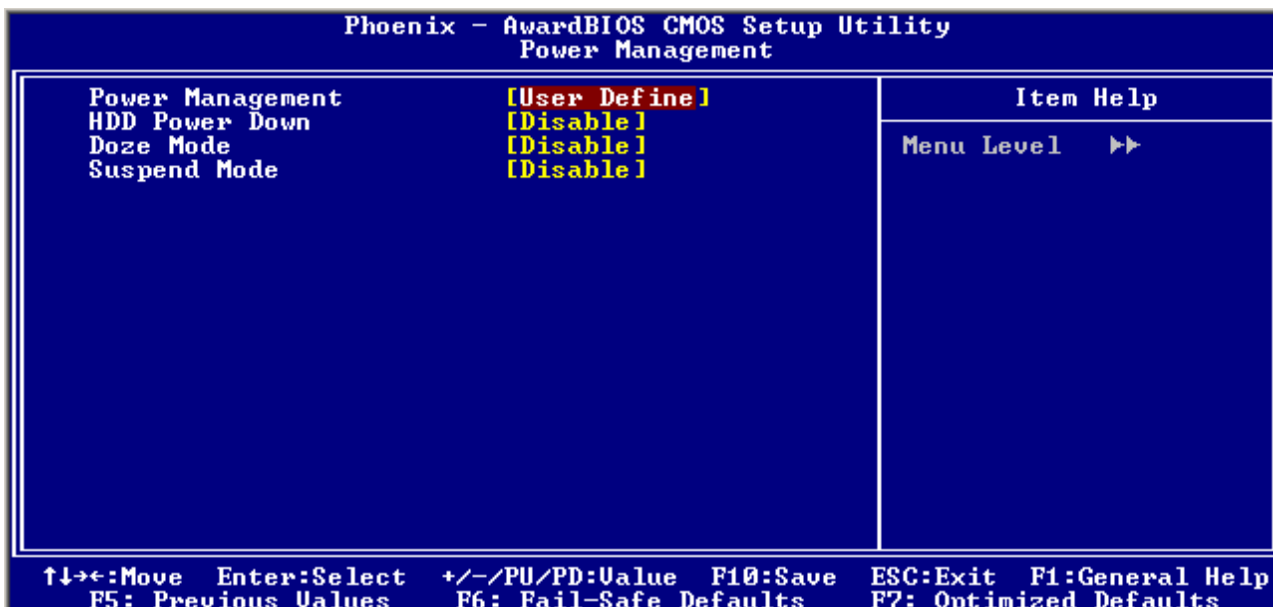 Phoenix - AwardBIOS CMOS Setup Utility
Power Management
Power Management [User Define]
HDD Power Down [Disable]
Doze Mode [Disable]
Suspend Mode [Disable]
Item Help
Menu Level ►►
↑↓→←:Move Enter:Select +/-/PU/PD:Value F10:Save ESC:Exit F1:General Help
F5: Previous Values F6: Fail-Safe Defaults F7: Optimized Defaults